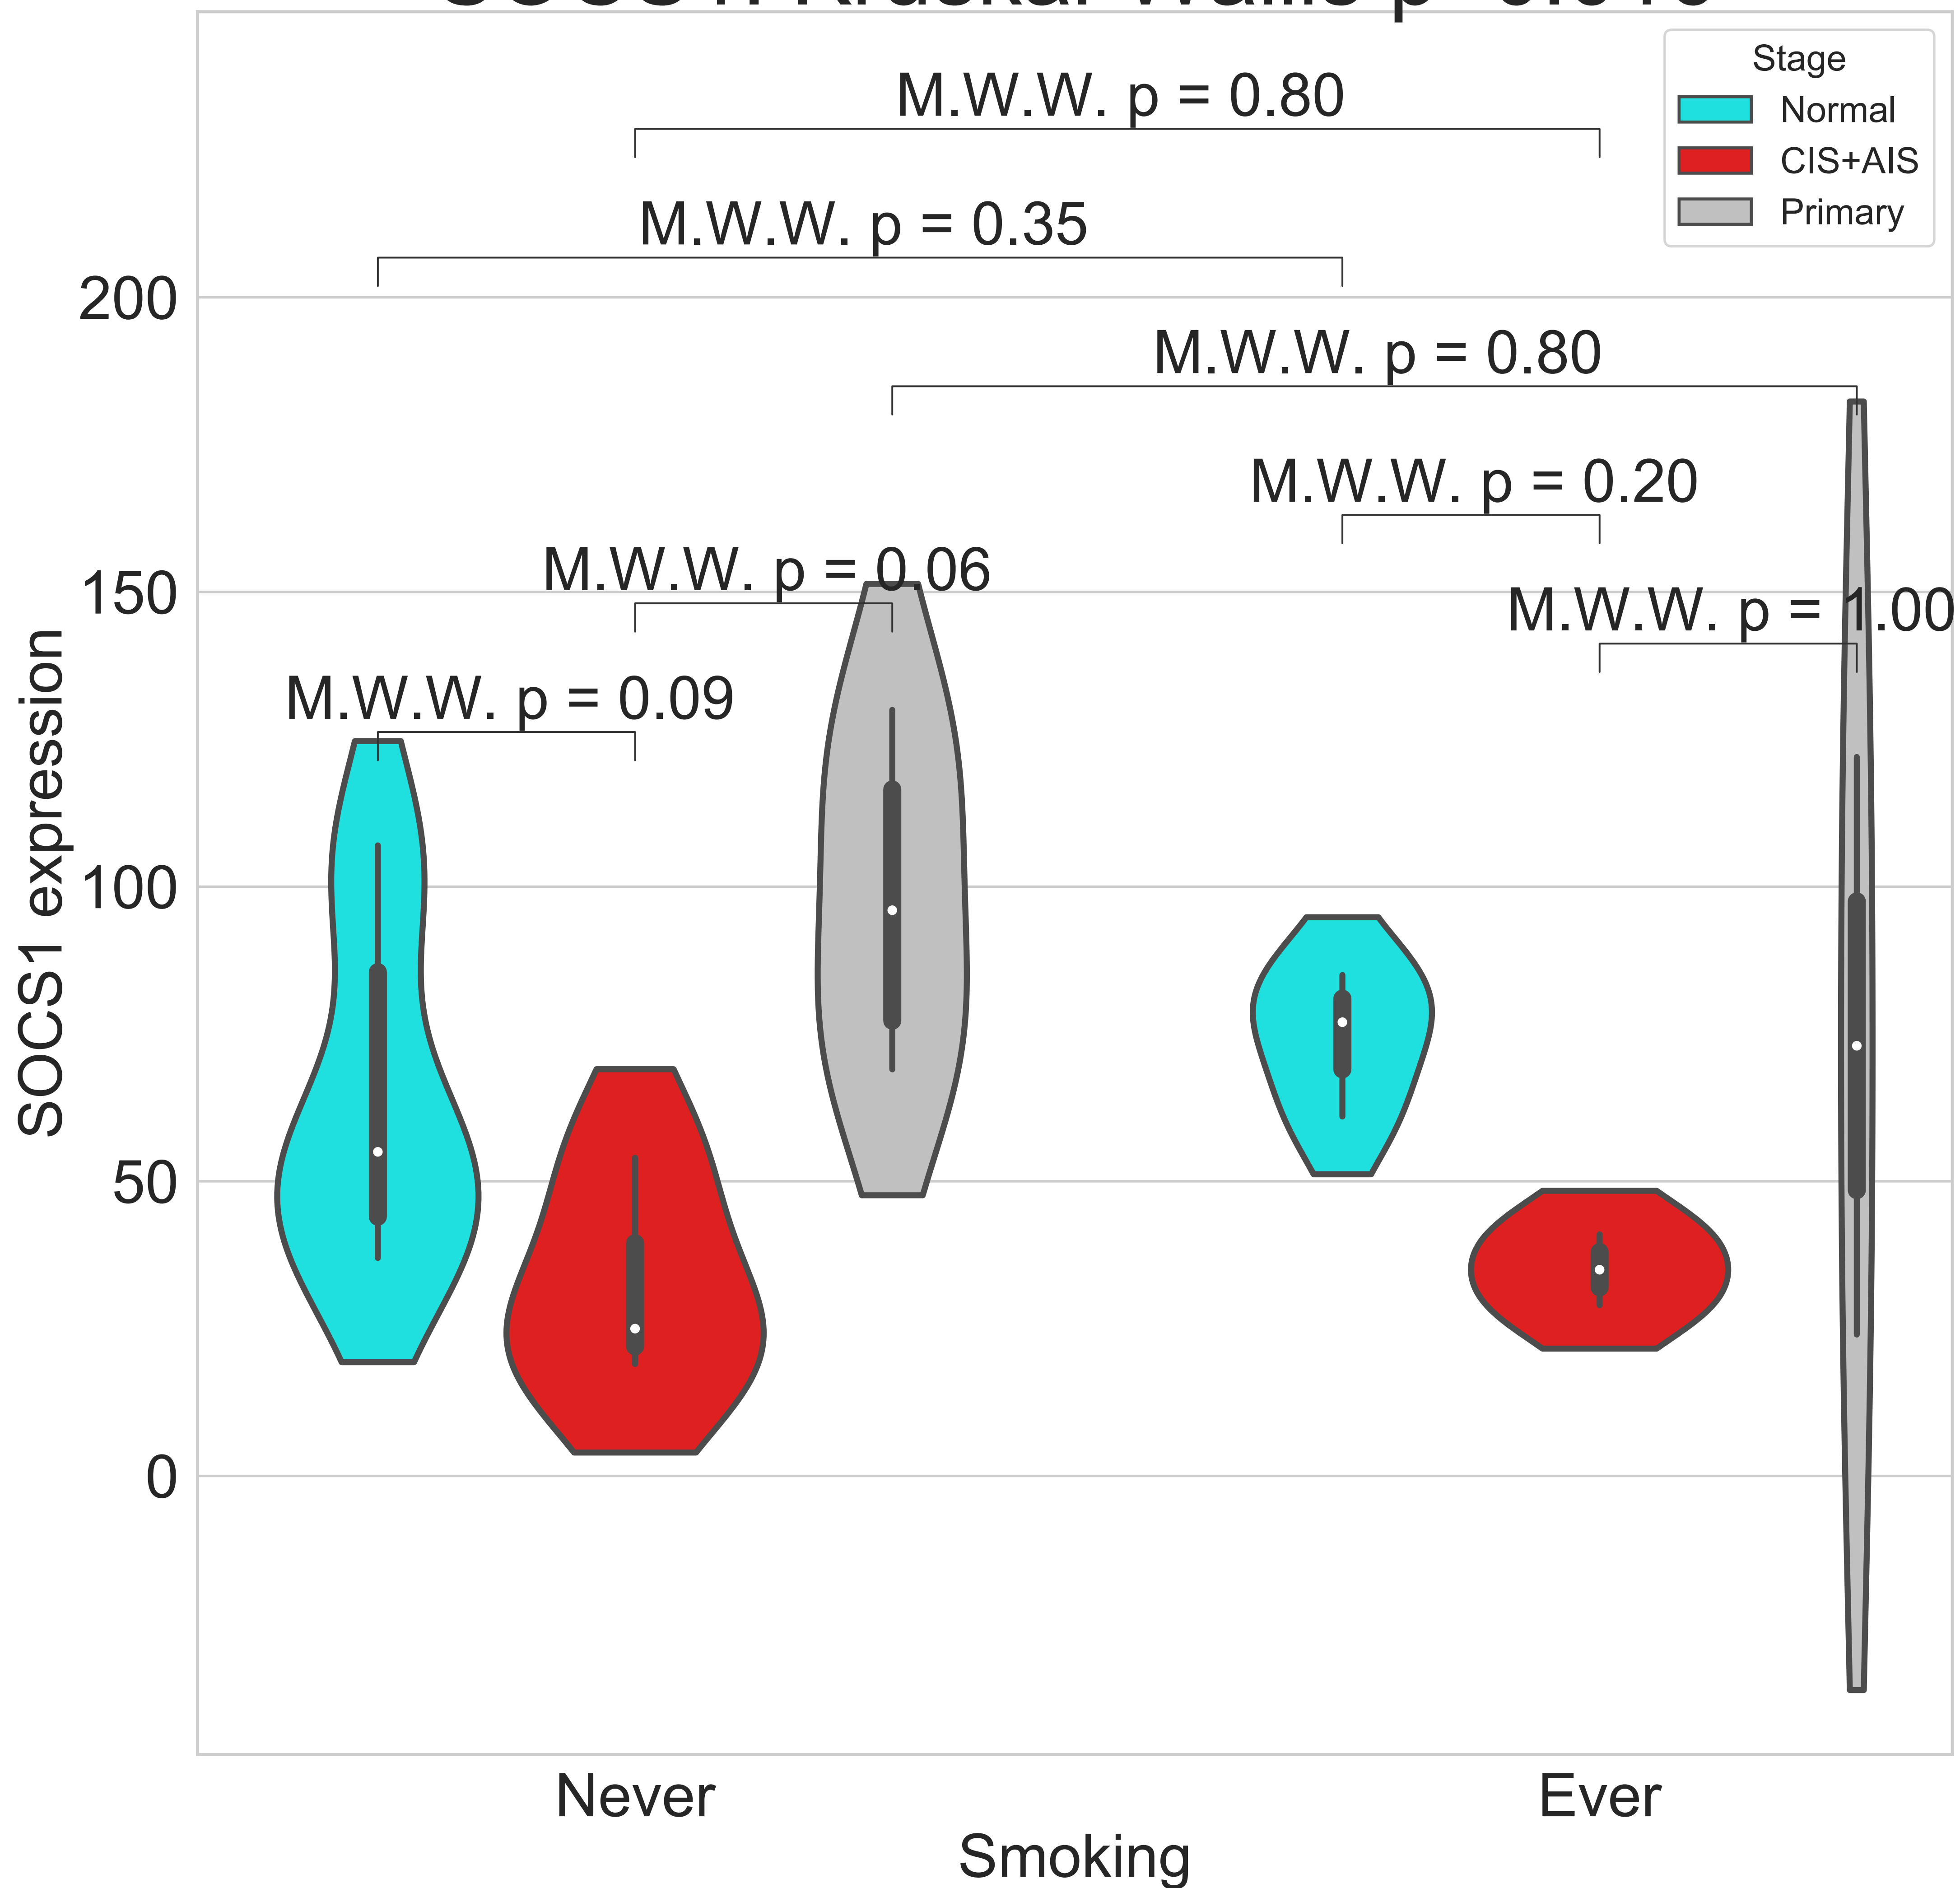 Stage
Normal
CIS+AIS
Primary
M.W.W. p = 0.80
M.W.W. p = 0.35
200
M.W.W. p = 0.80
M.W.W. p = 0.20
M.W.W. p = 0.06
150
M.W.W. p = 1.00
M.W.W. p = 0.09
100
50
0
SOCS1 expression
Never
Ever
Smoking